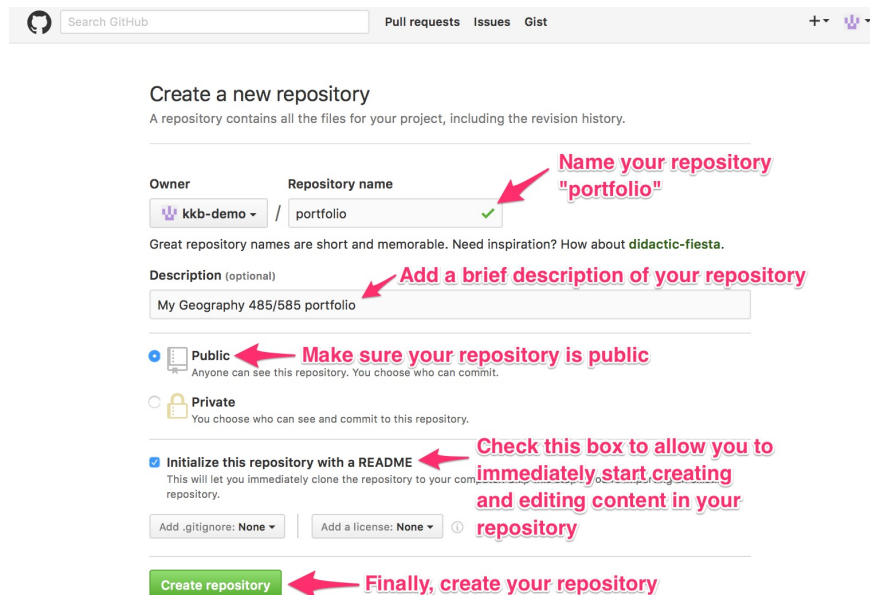 Search GitHub Pull requests Issues Gist
Create a new repository
A repository contains all the files for your project, including the revision history.
Name your repository
"portfolio"
Owner Repository name
kkb-demo / portfolio
Great repository names are short and memorable. Need inspiration? How about didactic-fiesta.
Add a brief description of your repository
Description (optional)
My Geography 485/585 portfolio
Public
Make sure your repository is public
Anyone can see this repository. You choose who can commit.
Private
You choose who can see and commit to this repository.
Check this box to allow you to
immediately start creating
and editing content in your
repository
Initialize this repository with a README
This will let you immediately clone the repository to your
repository.
Add .gitignore: None Add a license: None
Create repository
Finally, create your repository